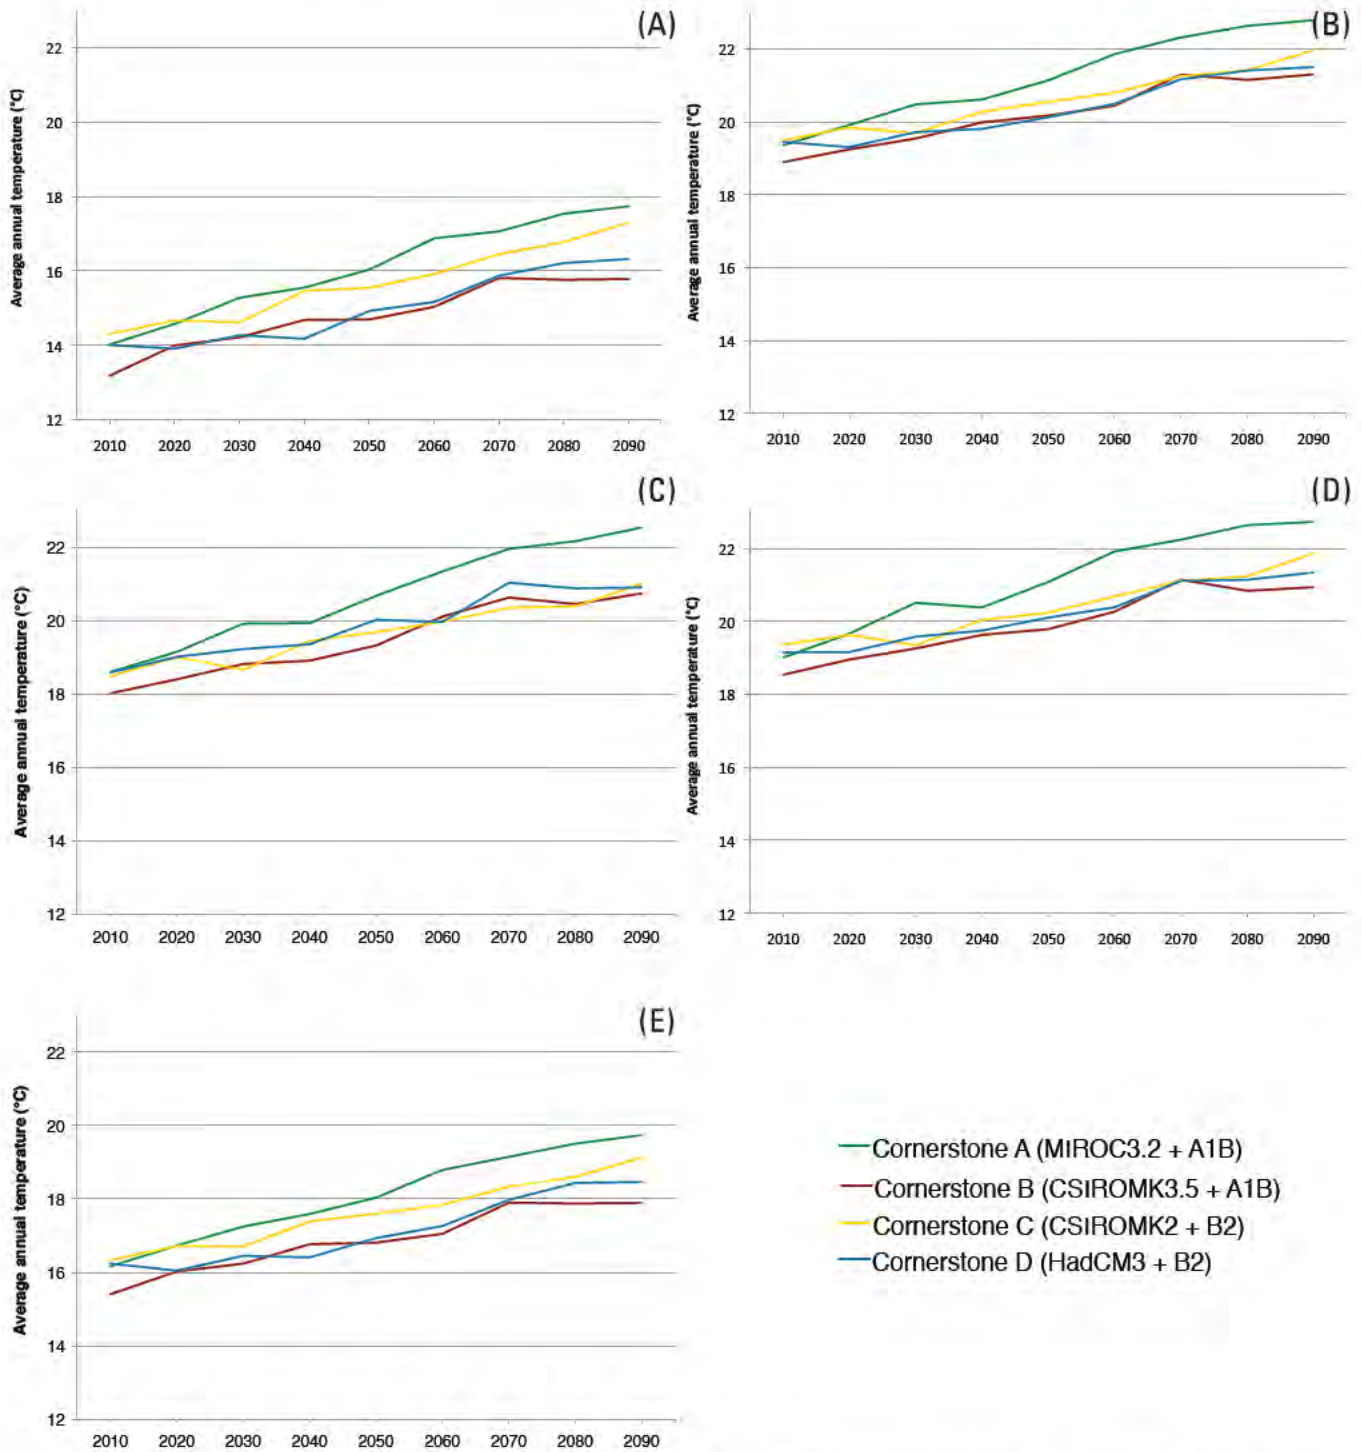 (A)
Average annual temperature (°C)
22
20
18
16
14
12
2010 2020 2030 2040 2050 2060 2070 2080 2090
(B)
Average annual temperature (°C)
22
20
18
16
14
12
2010 2020 2030 2040 2050 2060 2070 2080 2090
(C)
Average annual temperature (°C)
22
20
18
16
14
12
2010 2020 2030 2040 2050 2060 2070 2080 2090
(D)
Average annual temperature (°C)
22
20
18
16
14
12
2010 2020 2030 2040 2050 2060 2070 2080 2090
(E)
Average annual temperature (°C)
22
20
18
16
14
12
2010 2020 2030 2040 2050 2060 2070 2080 2090
Cornerstone A (MIROC3.2 + A1B)
Cornerstone B (CSIROMK3.5 + A1B)
Cornerstone C (CSIROMK2 + B2)
Cornerstone D (HadCM3 + B2)